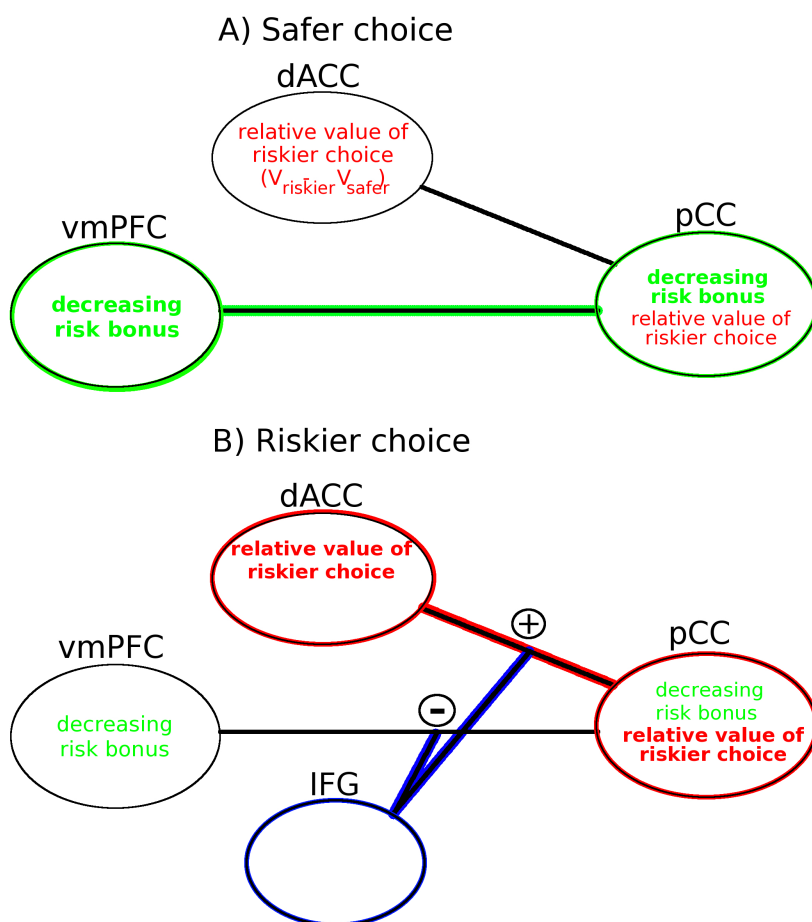 A) Safer choice
dACC
relative value of
riskier choice
(Vriskier- Vsafer)
vmPFC
decreasing
risk bonus
pCC
decreasing
risk bonus
relative value of
riskier choice
B) Riskier choice
dACC
relative value of
riskier choice
+
vmPFC
decreasing
risk bonus
-
pCC
decreasing
risk bonus
relative value of
riskier choice
IFG